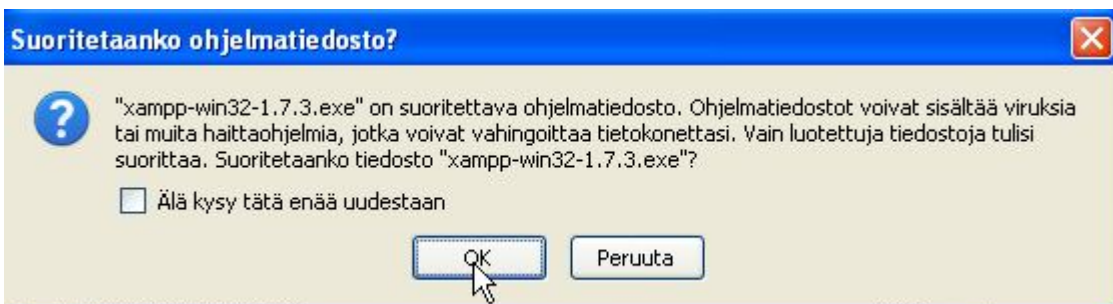 Suoritetaanko ohjelmatiedosto?
"xampp-win32-1.7.3.exe" on suoritettava ohjelmatiedosto. Ohjelmatiedostot voivat sisältää viruksia
tai muita haittaohjelmia, jotka voivat vahingoittaa tietokonettasi. Vain luotettuja tiedostoja tulisi
suorittaa. Suoritetaanko tiedosto "xampp-win32-1.7.3.exe"?
Älä kysy tätä enää uudestaan
OK Peruuta